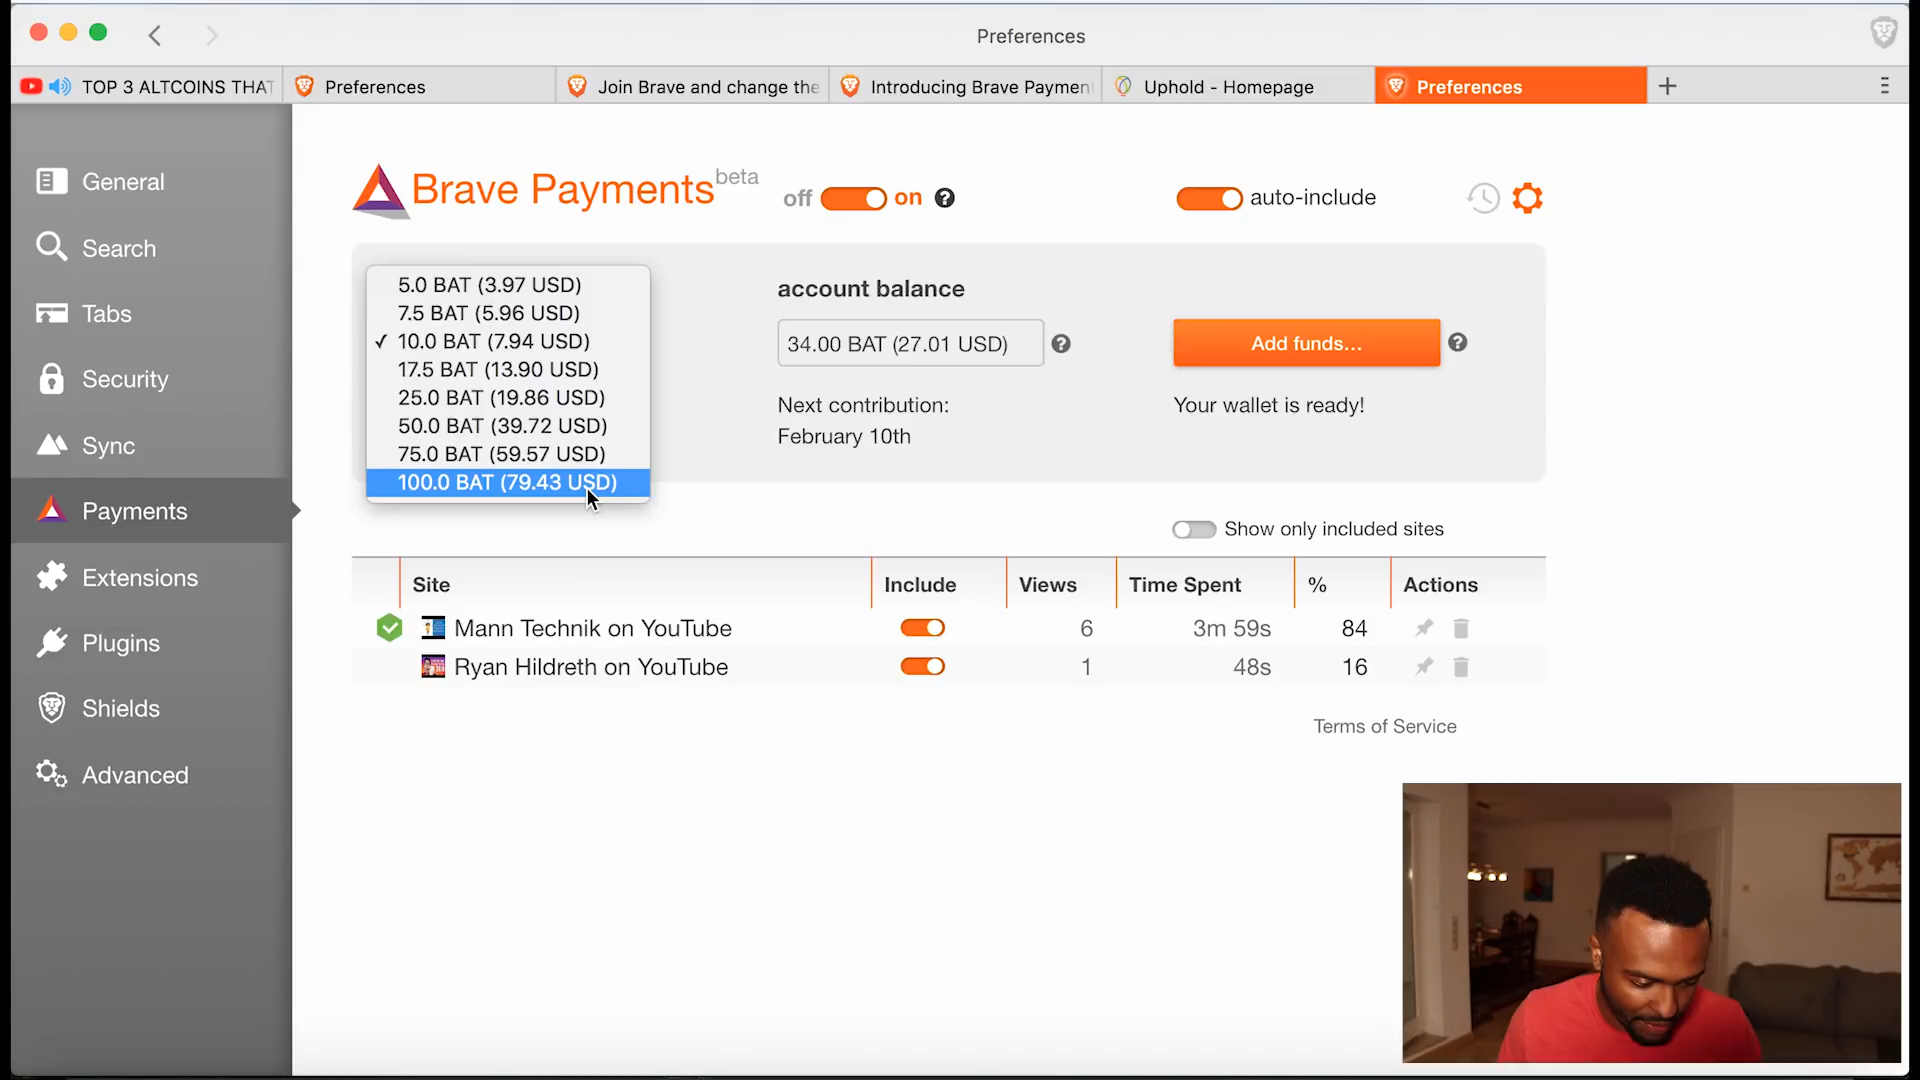 Preferences
TOP 3 ALTCOINS THAT
Preferences
Join Brave and change the
Introducing Brave Paymen
Uphold - Homepage
Preferences
General
Search
Tabs
Security
Sync
Payments
Extensions
Plugins
Shields
Advanced
Brave Payments beta
off on
auto-include
5.0 BAT (3.97 USD)
7.5 BAT (5.96 USD)
✓ 10.0 BAT (7.94 USD)
17.5 BAT (13.90 USD)
25.0 BAT (19.86 USD)
50.0 BAT (39.72 USD)
75.0 BAT (59.57 USD)
100.0 BAT (79.43 USD)
account balance
34.00 BAT (27.01 USD)
Next contribution:
February 10th
Add funds...
Your wallet is ready!
Show only included sites
Site Include Views Time Spent % Actions
Mann Technik on YouTube 6 3m 59s 84
Ryan Hildreth on YouTube 1 48s 16
Terms of Service